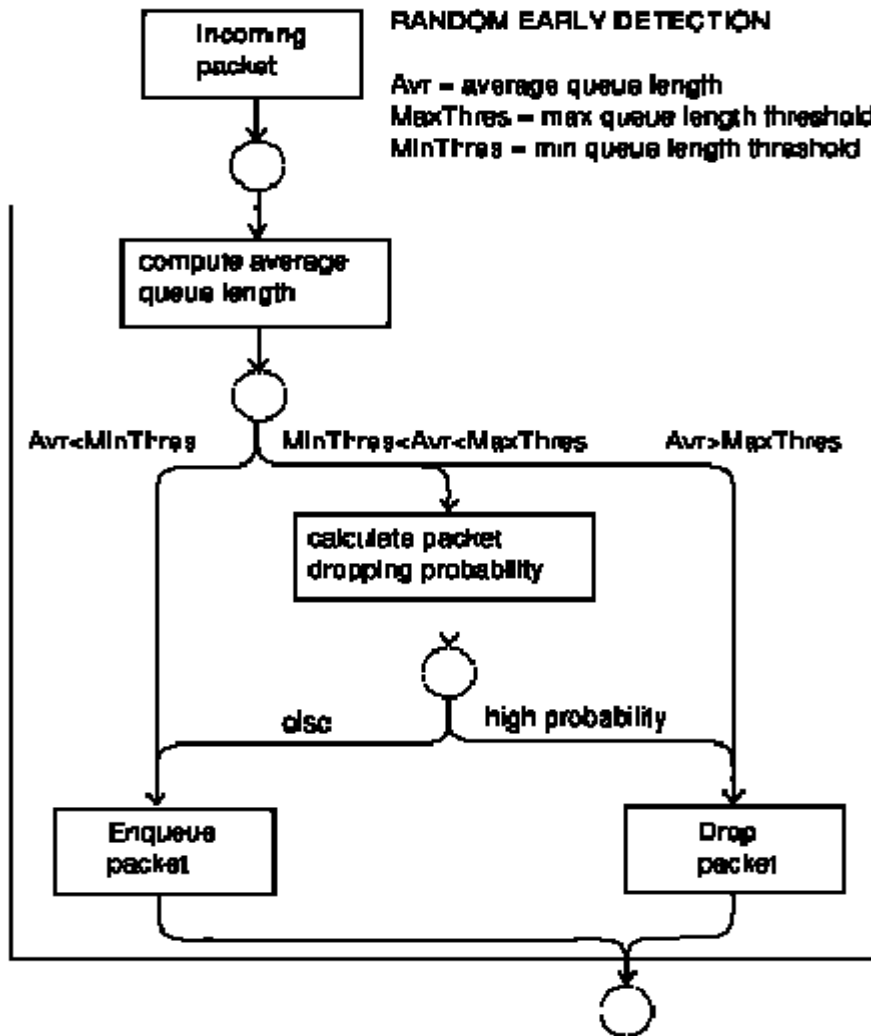 Incoming
packet
RANDOM EARLY DETECTION
Avr = average queue length
MaxThres = max queue length threshold
MinThres = min queue length threshold
compute average
queue length
Avr<MinThres
MinThres<Avr<MaxThres
Avr>MaxThres
calculate packet
dropping probability
else
high probability
Enqueue
packet
Drop
packet